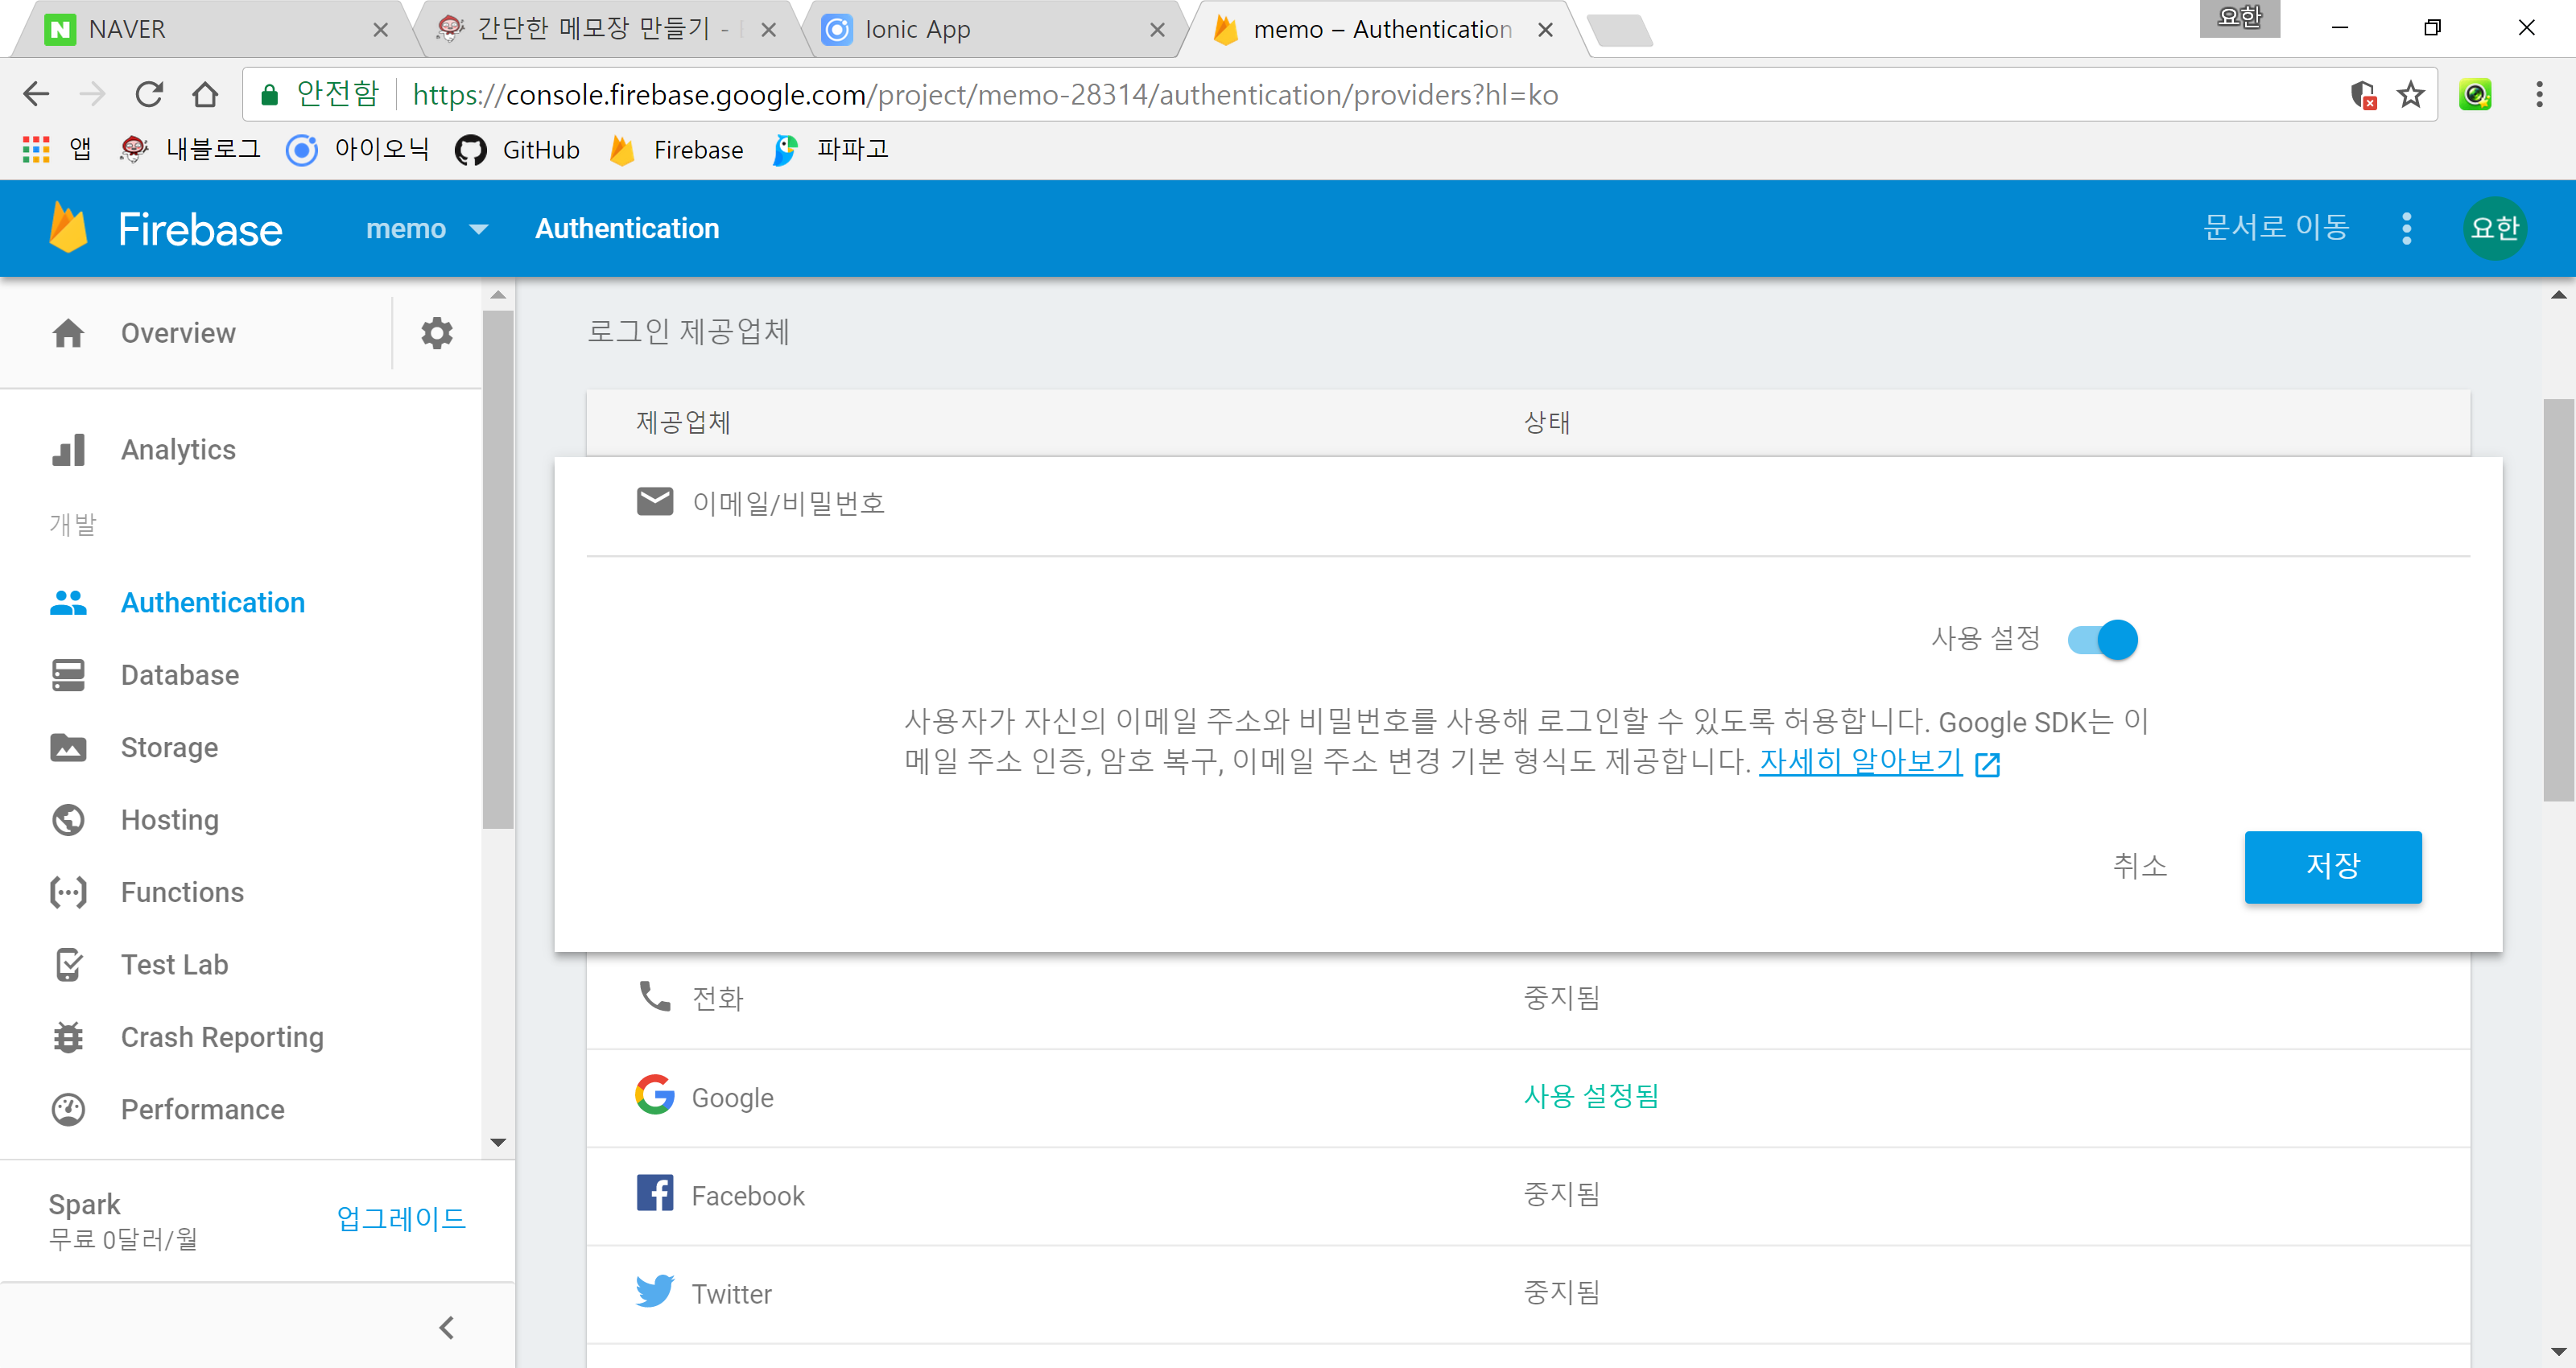 NAVER
간단한 메모장 만들기 -
Ionic App
memo – Authentication
요한
안전함
https://console.firebase.google.com/project/memo-28314/authentication/providers?hl=ko
앱
내블로그
아이오닉
GitHub
Firebase
파파고
Firebase
memo
Authentication
문서로 이동
요한
Overview
Analytics
개발
Authentication
Database
Storage
Hosting
Functions
Test Lab
Crash Reporting
Performance
Spark
무료 0달러/월
업그레이드
로그인 제공업체
제공업체
상태
이메일/비밀번호
사용 설정
사용자가 자신의 이메일 주소와 비밀번호를 사용해 로그인할 수 있도록 허용합니다. Google SDK는 이
메일 주소 인증, 암호 복구, 이메일 주소 변경 기본 형식도 제공합니다. 자세히 알아보기
취소
저장
전화
중지됨
Google
사용 설정됨
Facebook
중지됨
Twitter
중지됨